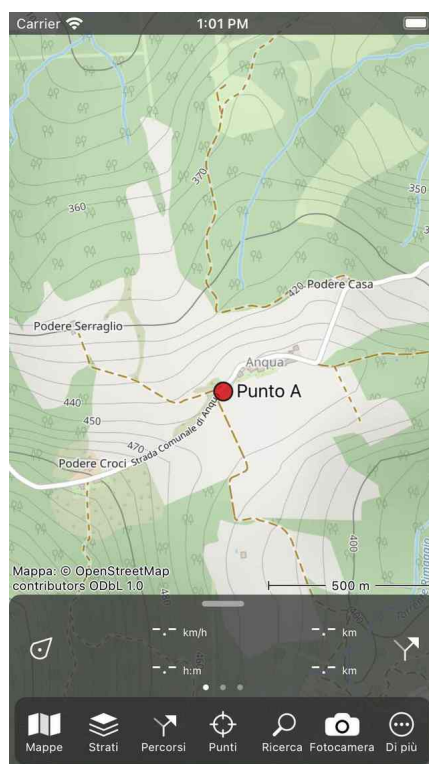 Carrier 1:01 PM
370
350
360
420
Podere Casa
Podere Serraglio
Anqua
Punto A
440
450
470
Strada Comunale di Anqua
Podere Croci
400
Mappa: © OpenStreetMap
contributors ODbL 1.0
500 m
-.- km/h
-.- km
-.- h:m
-.- km
Mappe Strati Percorsi Punti Ricerca Fotocamera Di più